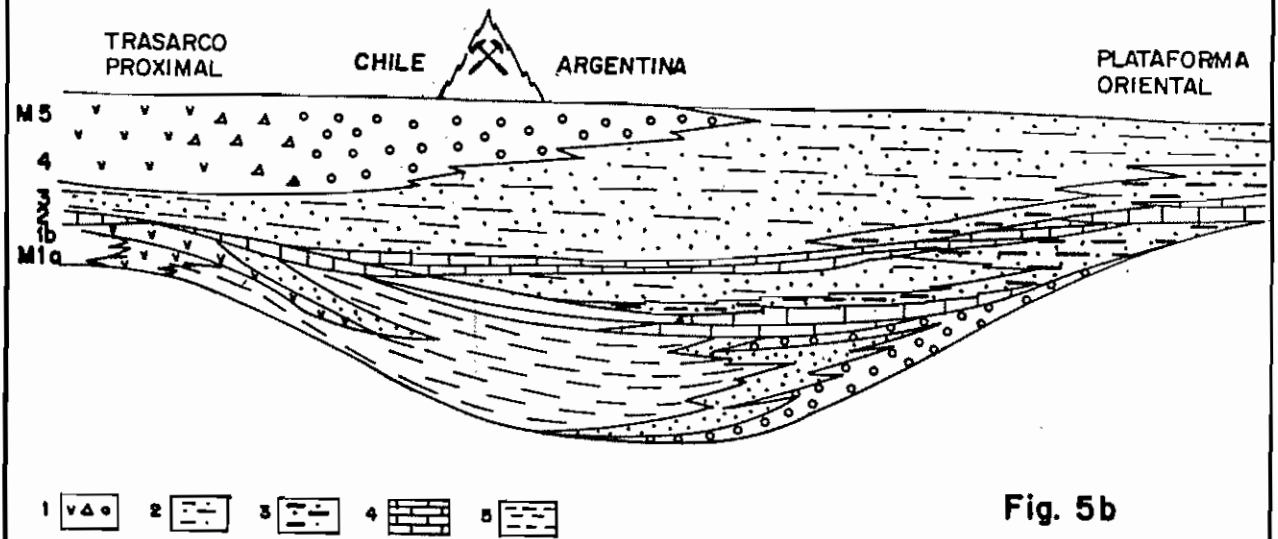 TRASARCO
PROXIMAL
CHILE
ARGENTINA
PLATAFORMA
ORIENTAL
M5
4
3
2
1b
M1a
1
2
3
4
5
Fig. 5b